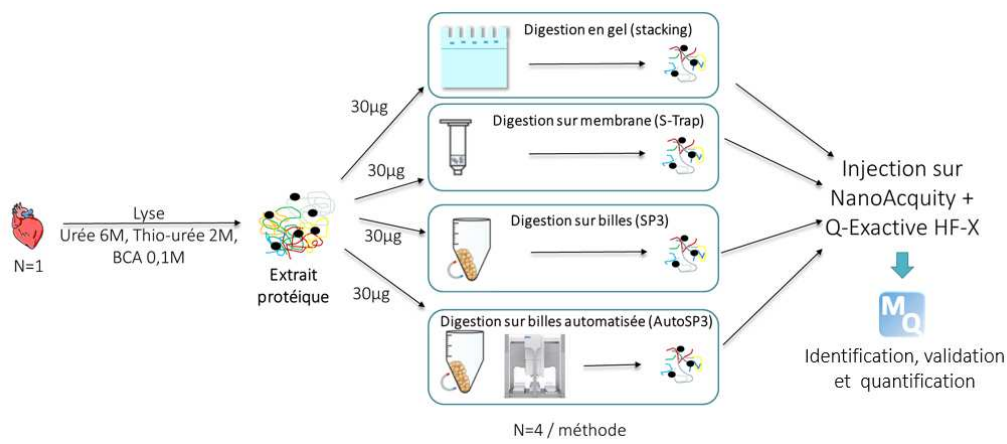 Digestion en gel (stacking)
30µg
Digestion sur membrane (S-Trap)
30µg
Lyse
Urée 6M, Thio-urée 2M,
BCA 0,1M
N=1
Extrait
protéique
Digestion sur billes (SP3)
30µg
Digestion sur billes automatisée (AutoSP3)
30µg
N=4 / méthode
Injection sur
NanoAcquity +
Q-Exactive HF-X
MQ
Identification, validation
et quantification